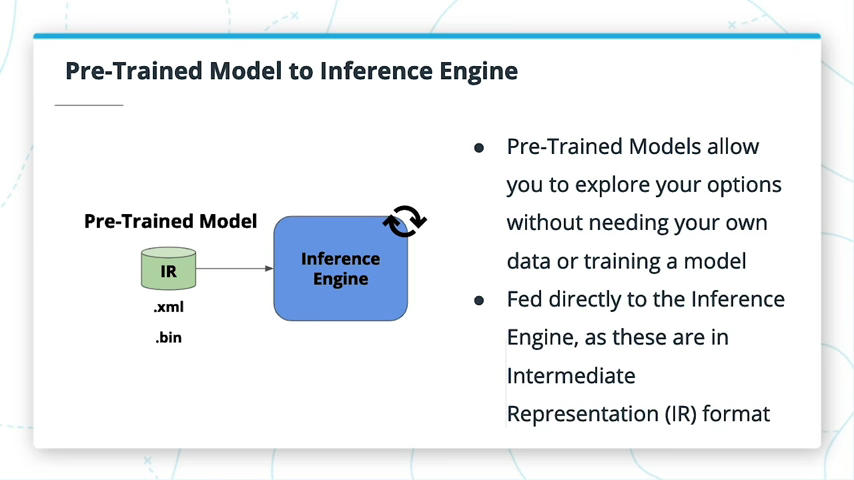 Pre-Trained Model to Inference Engine
Pre-Trained Model
IR
.xml
.bin
Inference
Engine
● Pre-Trained Models allow
you to explore your options
without needing your own
data or training a model
● Fed directly to the Inference
Engine, as these are in
Intermediate
Representation (IR) format